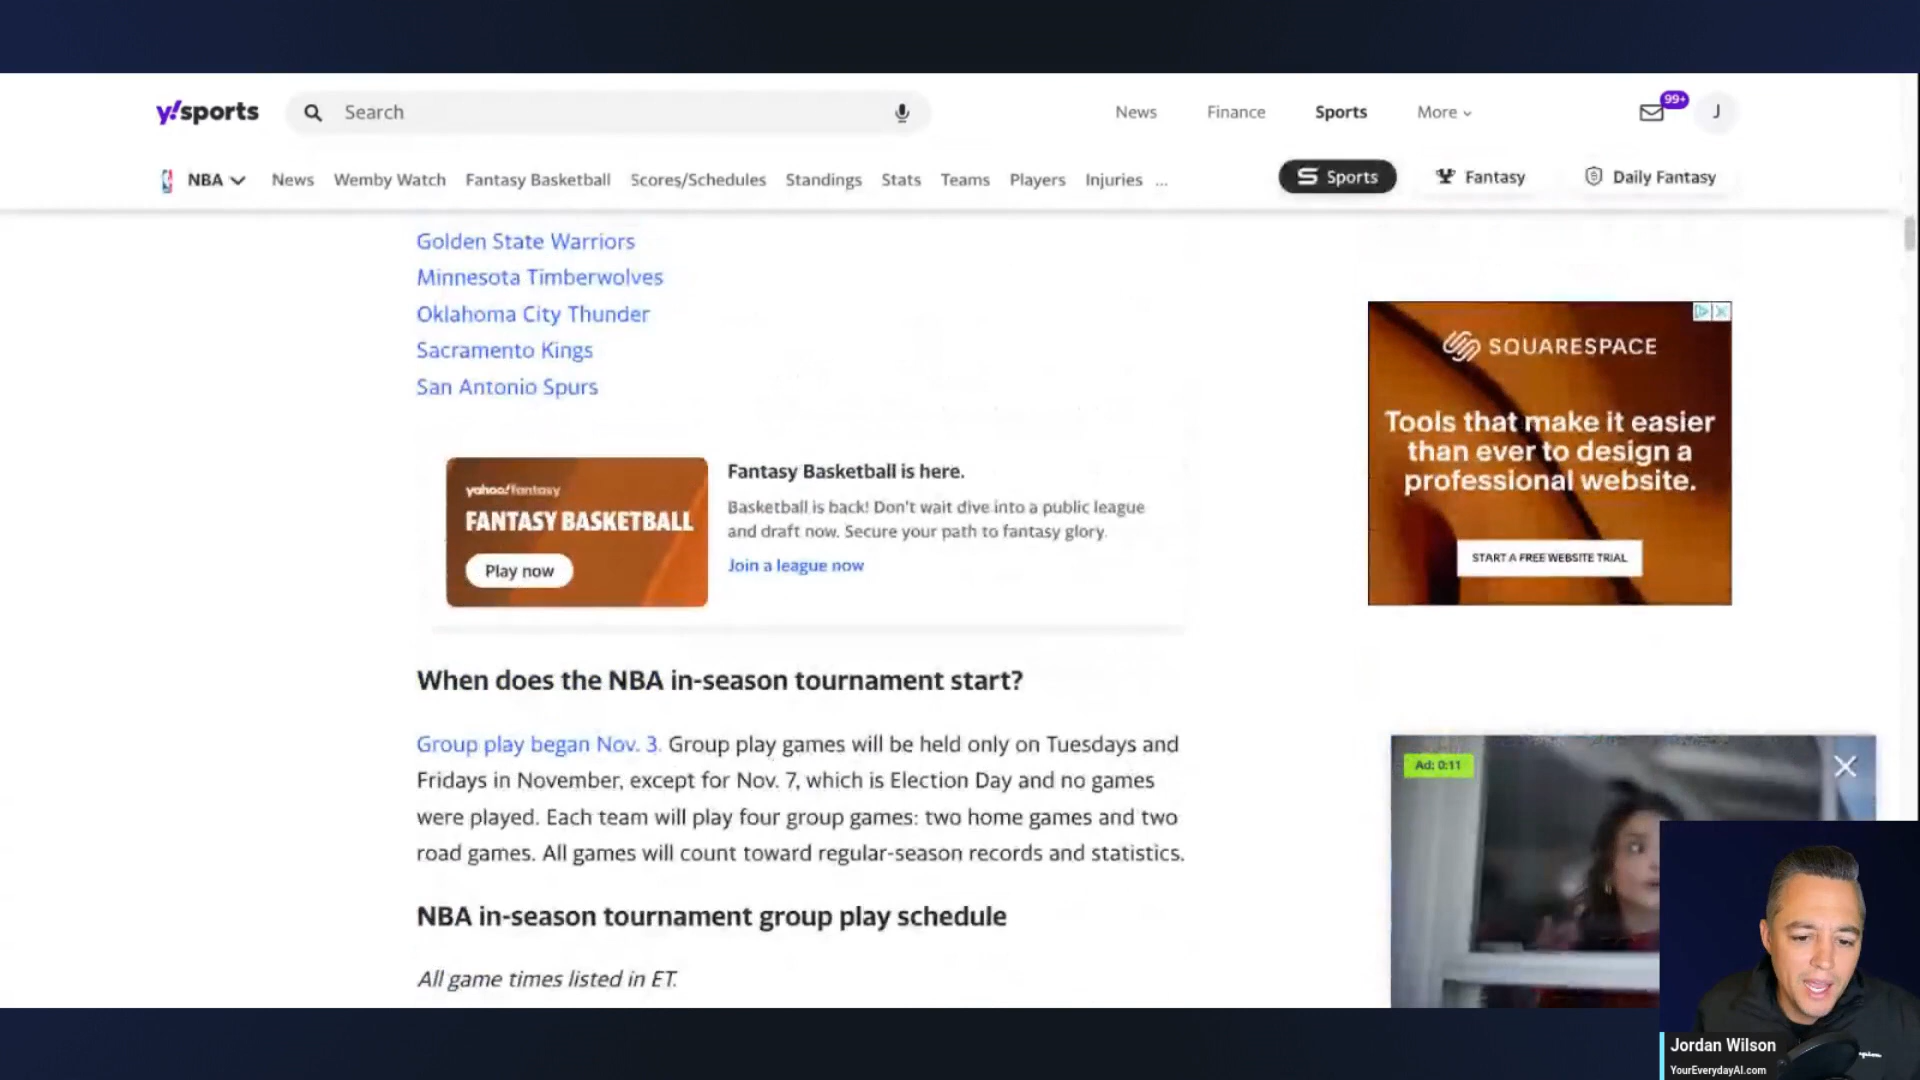 y!sports
Search
News
Finance
Sports
More
99+
J
NBA
News
Wemby Watch
Fantasy Basketball
Scores/Schedules
Standings
Stats
Teams
Players
Injuries
...
Sports
Fantasy
Daily Fantasy
Golden State Warriors
Minnesota Timberwolves
Oklahoma City Thunder
Sacramento Kings
San Antonio Spurs
yahoo!fantasy
FANTASY BASKETBALL
Play now
Fantasy Basketball is here.
Basketball is back! Don't wait dive into a public league
and draft now. Secure your path to fantasy glory.
Join a league now
SQUARESPACE
Tools that make it easier
than ever to design a
professional website.
START A FREE WEBSITE TRIAL
When does the NBA in-season tournament start?
Group play began Nov. 3. Group play games will be held only on Tuesdays and
Fridays in November, except for Nov. 7, which is Election Day and no games
were played. Each team will play four group games: two home games and two
road games. All games will count toward regular-season records and statistics.
NBA in-season tournament group play schedule
All game times listed in ET.
Ad: 0:11
Jordan Wilson
YourEverydayAI.com